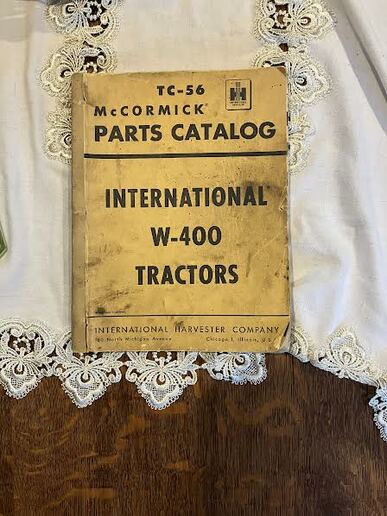 TC-56
McCORMICK®
PARTS CATALOG
INTERNATIONAL
W-400
TRACTORS
INTERNATIONAL HARVESTER COMPANY
180 North Michigan Avenue Chicago 1, Illinois, U.S.